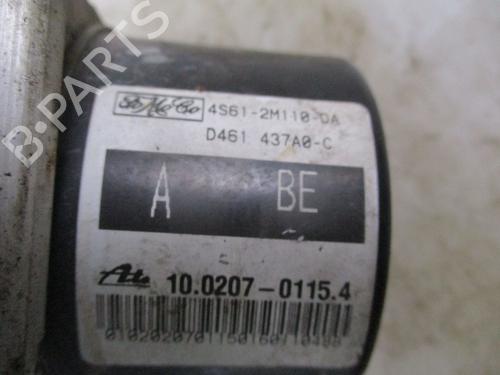 B-PARTS
4S61-2M110-DA
D461 437A0-C
A BE
Ate 10.0207-0115.4